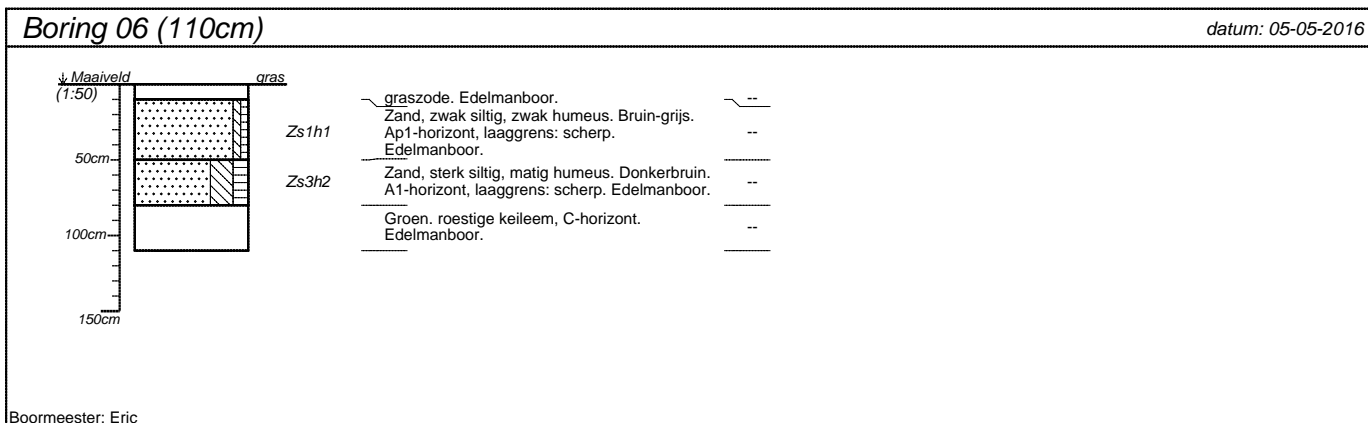 Boring 06 (110cm)
datum: 05-05-2016
Maaiveld
gras
(1:50)
graszode. Edelmanboor.
--
Zs1h1
Zand, zwak siltig, zwak humeus. Bruin-grijs.
Ap1-horizont, laaggrens: scherp.
Edelmanboor.
--
50cm
Zs3h2
Zand, sterk siltig, matig humeus. Donkerbruin.
A1-horizont, laaggrens: scherp. Edelmanboor.
--
100cm
Groen. roestige keileem, C-horizont.
Edelmanboor.
--
150cm
Boormeester: Eric